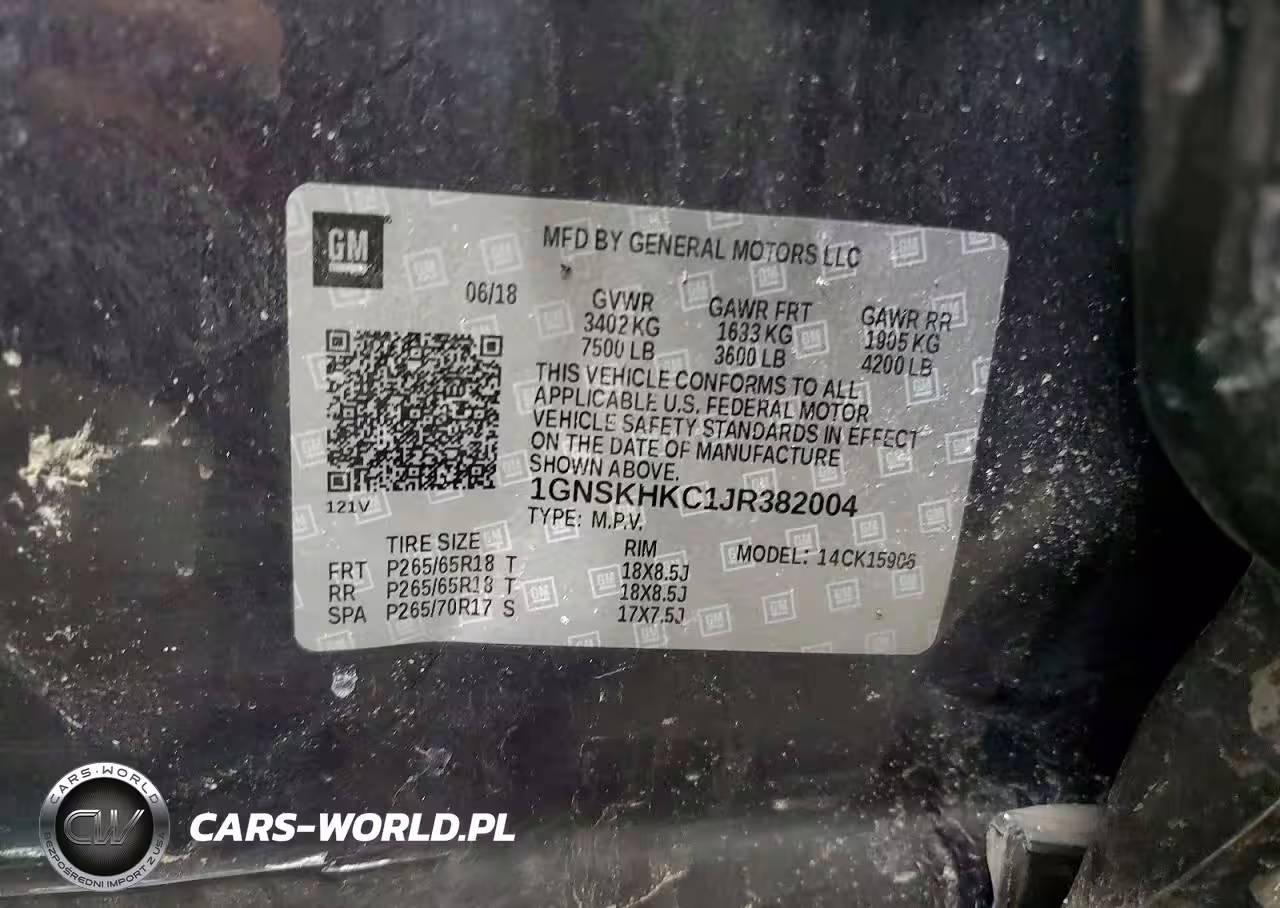 GM
MFD BY GENERAL MOTORS LLC
06/18
GVWR GAWR FRT GAWR RR
3402 KG 1633 KG 1905 KG
7500 LB 3600 LB 4200 LB
THIS VEHICLE CONFORMS TO ALL
APPLICABLE U.S. FEDERAL MOTOR
VEHICLE SAFETY STANDARDS IN EFFECT
ON THE DATE OF MANUFACTURE
SHOWN ABOVE.
1GNSKHKC1JR382004
121V
TYPE: M.P.V.
TIRE SIZE RIM MODEL: 14CK15906
FRT P265/65R18 T 18X8.5J
RR P265/65R18 T 18X8.5J
SPA P265/70R17 S 17X7.5J
CARS-WORLD
CW
BEZPOŚREDNI IMPORT Z USA
CARS-WORLD.PL